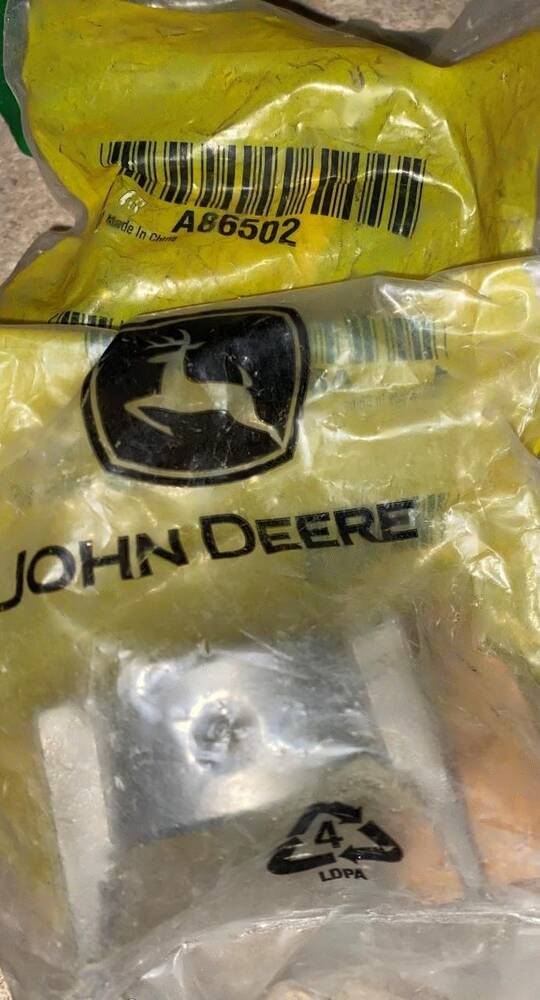 Made In China
A86502
JOHN DEERE
4
LDPA